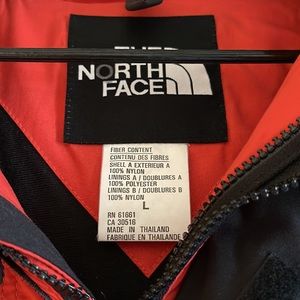 THE
NORTH
FACE
FIBER CONTENT
CONTENU DES FIBRES
SHELL A EXTERIEUR A
100% NYLON
LININGS A / DOUBLURES A
100% POLYESTER
LININGS B / DOUBLURES B
100% NYLON
L
RN 61661
CA 30516
MADE IN THAILAND
FABRIQUE EN THAILANDE